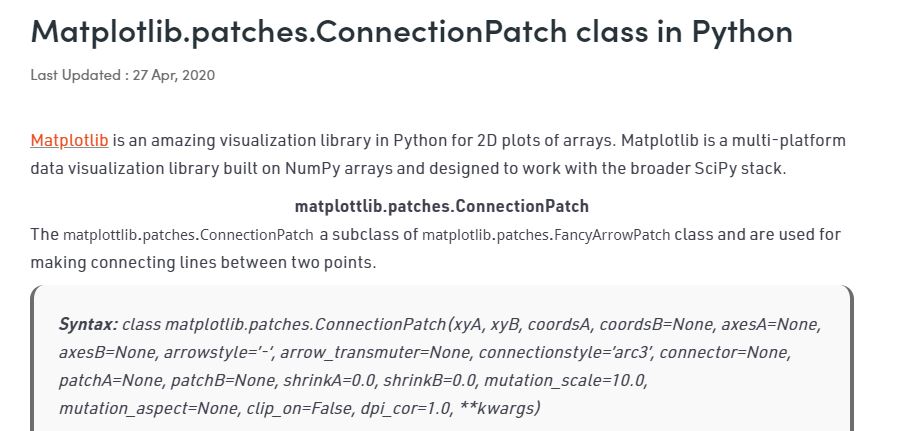 Matplotlib.patches.ConnectionPatch class in Python
Last Updated : 27 Apr, 2020
Matplotlib is an amazing visualization library in Python for 2D plots of arrays. Matplotlib is a multi-platform
data visualization library built on NumPy arrays and designed to work with the broader SciPy stack.
matplottlib.patches.ConnectionPatch
The matplottlib.patches.ConnectionPatch a subclass of matplotlib.patches.FancyArrowPatch class and are used for
making connecting lines between two points.
Syntax: class matplotlib.patches.ConnectionPatch(xyA, xyB, coordsA, coordsB=None, axesA=None,
axesB=None, arrowstyle=’-‘, arrow_transmuter=None, connectionstyle=’arc3′, connector=None,
patchA=None, patchB=None, shrinkA=0.0, shrinkB=0.0, mutation_scale=10.0,
mutation_aspect=None, clip_on=False, dpi_cor=1.0, **kwargs)